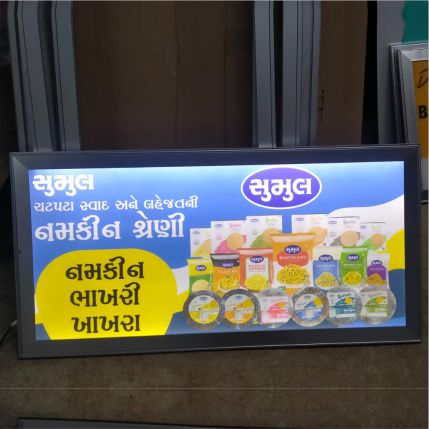 સુમુલ
ચટપટા સ્વાદ અને લહેજતની
નમકીન શ્રેણી
નમકીન
ભાખરી
ખાખરા
સુમુલ